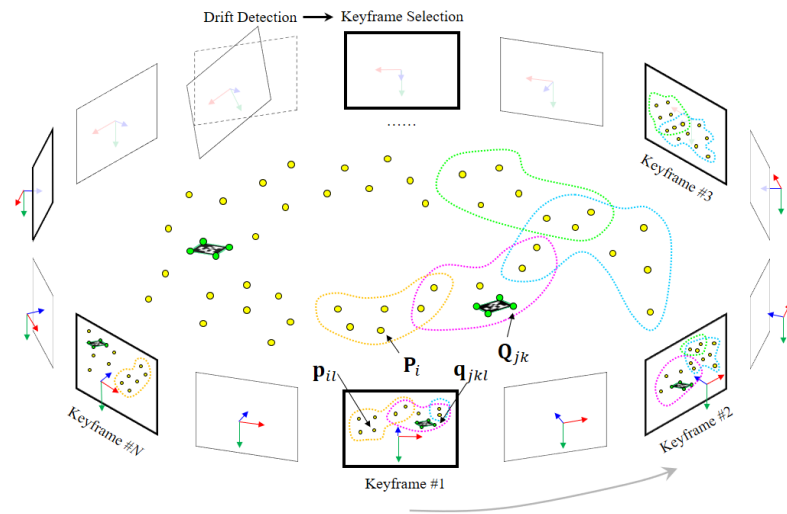 Drift Detection → Keyframe Selection
......
Keyframe #3
P_i
Q_jk
p_il
q_jkl
Keyframe #N
Keyframe #2
Keyframe #1